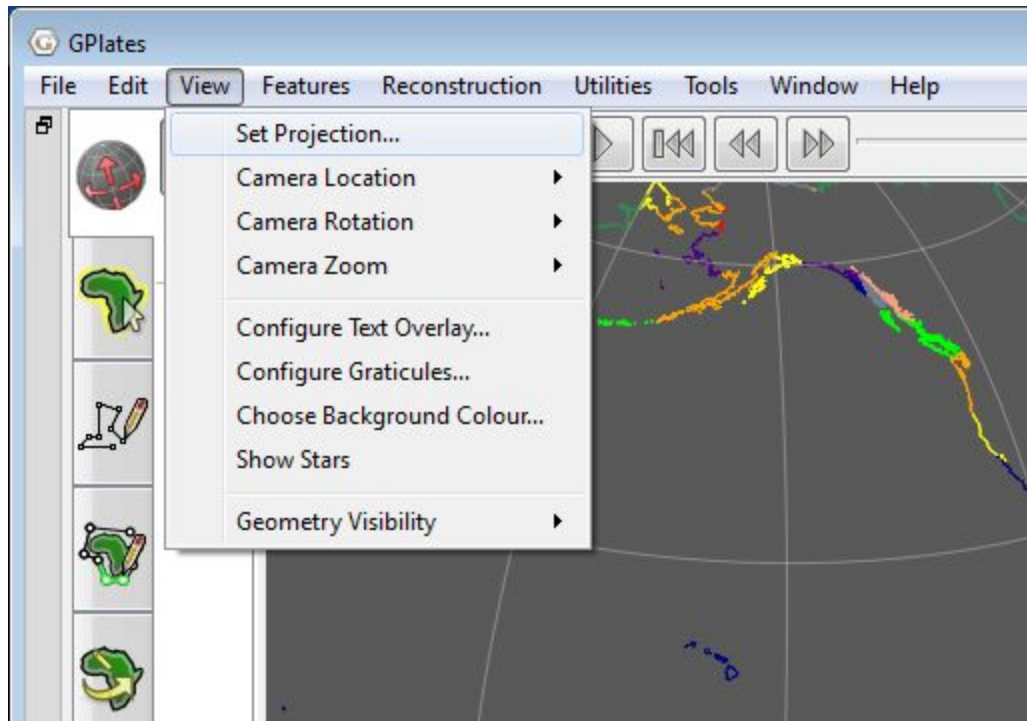 GPlates
File Edit View Features Reconstruction Utilities Tools Window Help
Set Projection...
Camera Location
Camera Rotation
Camera Zoom
Configure Text Overlay...
Configure Graticules...
Choose Background Colour...
Show Stars
Geometry Visibility